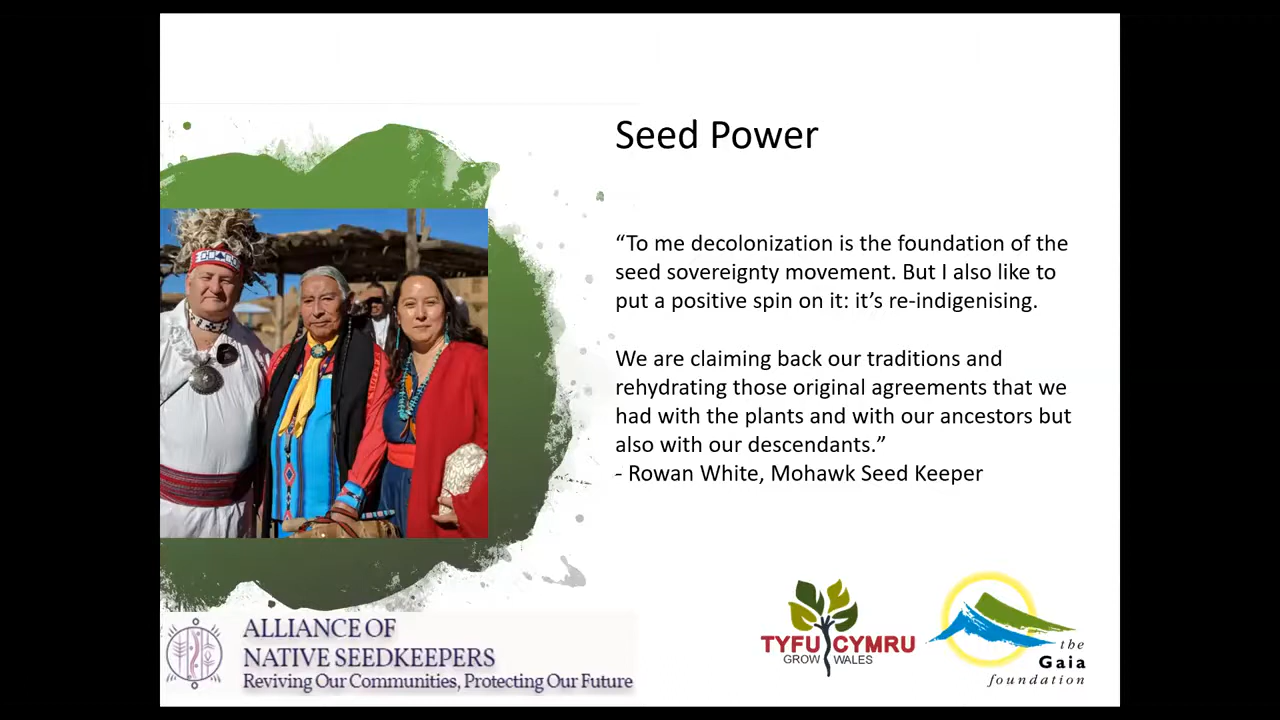 Seed Power
“To me decolonization is the foundation of the
seed sovereignty movement. But I also like to
put a positive spin on it: it’s re-indigenising.
We are claiming back our traditions and
rehydrating those original agreements that we
had with the plants and with our ancestors but
also with our descendants.”
- Rowan White, Mohawk Seed Keeper
ALLIANCE OF
NATIVE SEEDKEEPERS
Reviving Our Communities, Protecting Our Future
TYFU CYMRU
GROW WALES
the
Gaia
foundation